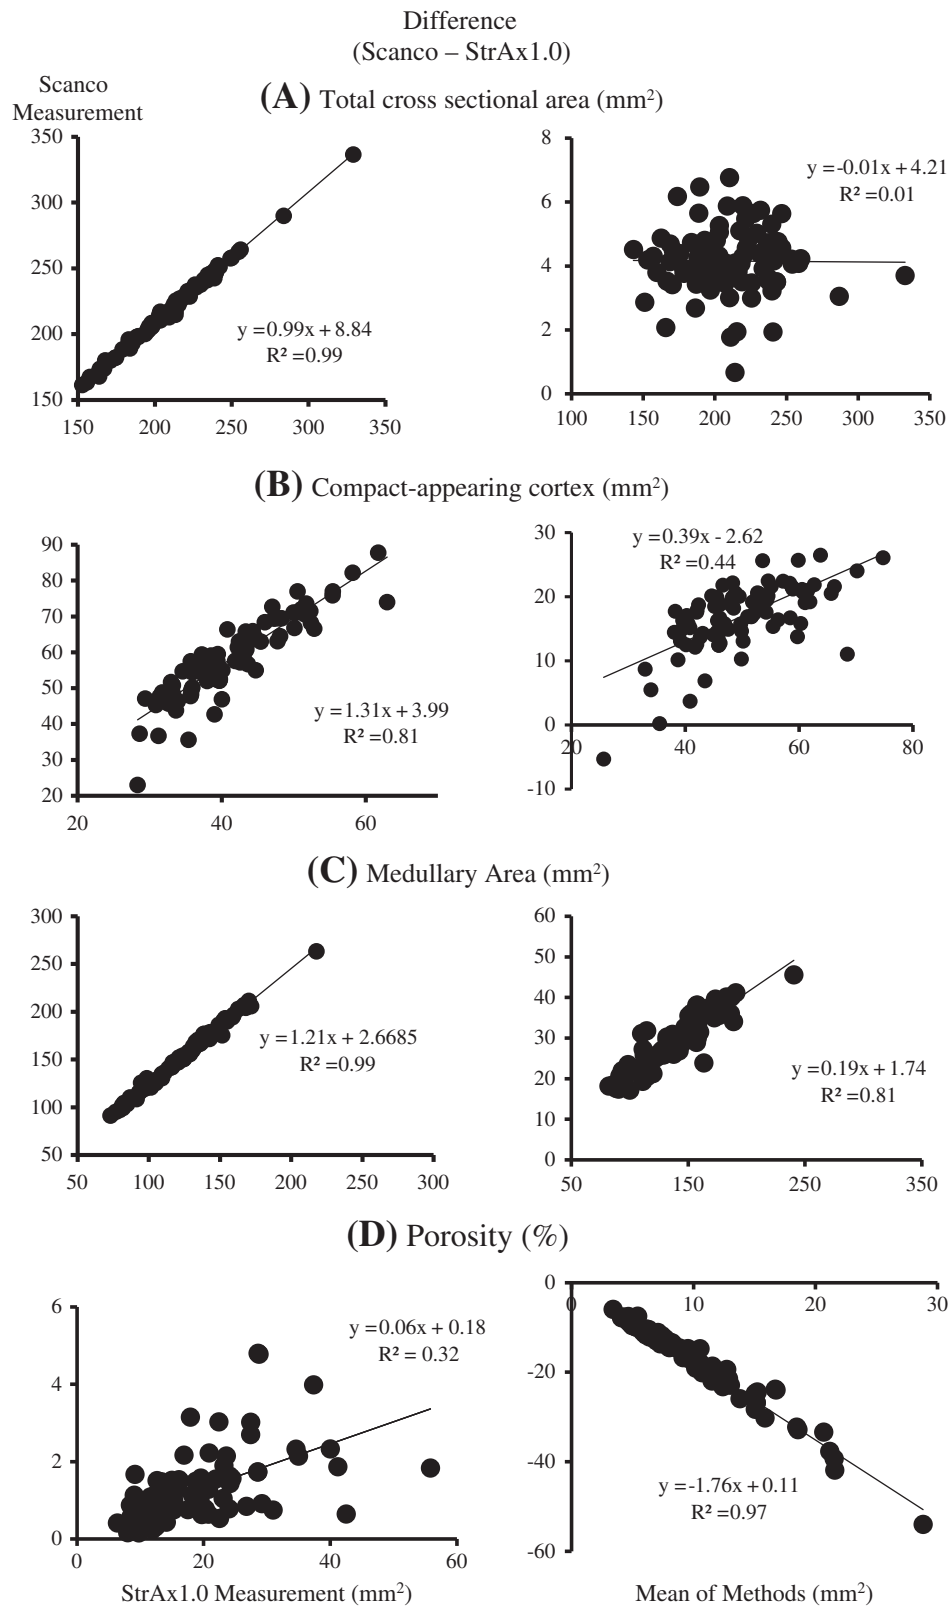 Difference
(Scanco – StrAx1.0)
Scanco
Measurement
(A) Total cross sectional area (mm²)
350
300
250
200
150
150 200 250 300 350
y =0.99x + 8.84
R² =0.99
8
6
4
2
0
100 150 200 250 300 350
y =-0.01x + 4.21
R² =0.01
(B) Compact-appearing cortex (mm²)
90
80
70
60
50
40
30
20
20 40 60
y =1.31x + 3.99
R² =0.81
30
20
10
0
-10
20 40 60 80
y =0.39x - 2.62
R² =0.44
(C) Medullary Area (mm²)
300
250
200
150
100
50
50 100 150 200 250 300
y =1.21x + 2.6685
R² =0.99
60
50
40
30
20
10
0
50 150 250 350
y =0.19x + 1.74
R² =0.81
(D) Porosity (%)
6
4
2
0
0 20 40 60
y =0.06x + 0.18
R² = 0.32
StrAx1.0 Measurement (mm²)
0
-20
-40
-60
0 10 20 30
y =-1.76x + 0.11
R² =0.97
Mean of Methods (mm²)